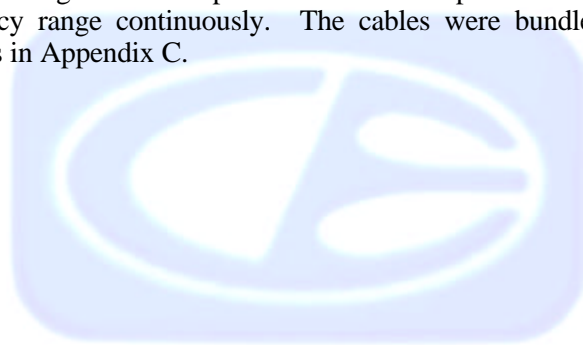 cy range continuously. The cables were bundle
s in Appendix C.